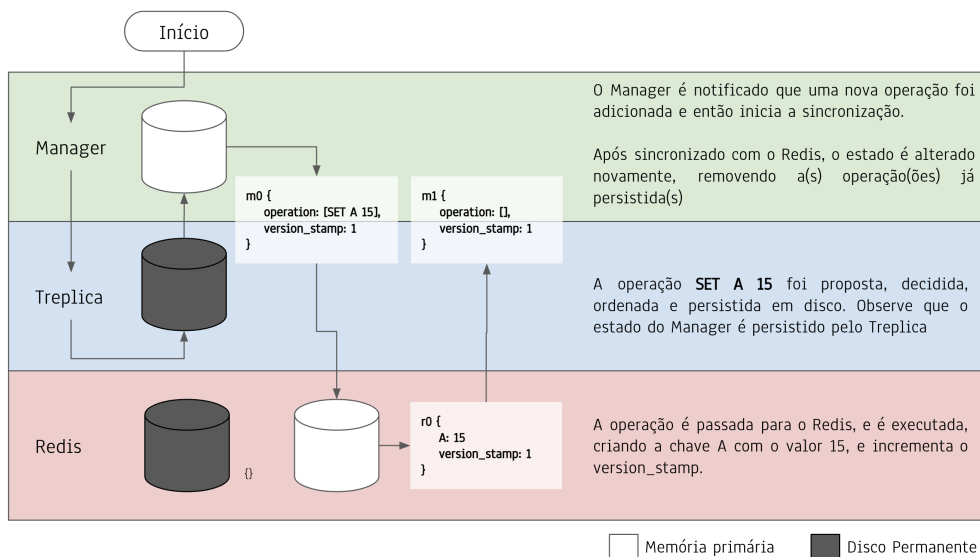 Início
Manager
O Manager é notificado que uma nova operação foi
adicionada e então inicia a sincronização.
Após sincronizado com o Redis, o estado é alterado
novamente, removendo a(s) operação(ões) já
persistida(s)
m0 {
operation: [SET A 15],
version_stamp: 1
}
m1 {
operation: [],
version_stamp: 1
}
Treplica
A operação SET A 15 foi proposta, decidida,
ordenada e persistida em disco. Observe que o
estado do Manager é persistido pelo Treplica
Redis
{}
r0 {
A: 15
version_stamp: 1
}
A operação é passada para o Redis, e é executada,
criando a chave A com o valor 15, e incrementa o
version_stamp.
Memória primária
Disco Permanente